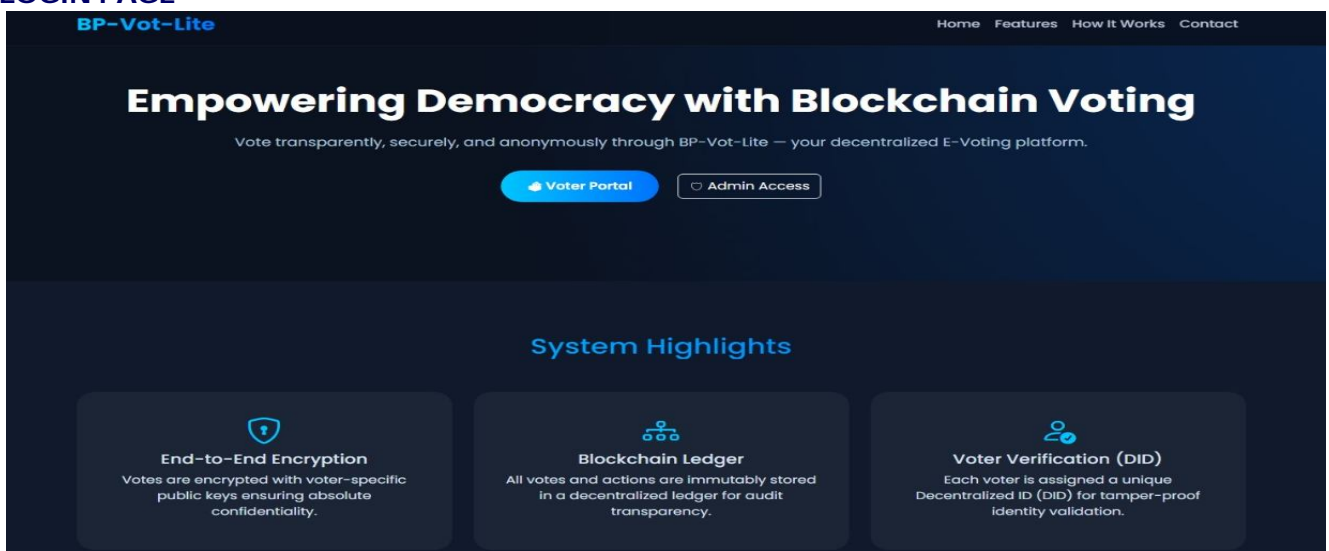 LOGIN PAGE
BP-Vot-Lite
Home Features How It Works Contact
Empowering Democracy with Blockchain Voting
Vote transparently, securely, and anonymously through BP-Vot-Lite — your decentralized E-Voting platform.
Voter Portal
Admin Access
System Highlights
End-to-End Encryption
Votes are encrypted with voter-specific
public keys ensuring absolute
confidentiality.
Blockchain Ledger
All votes and actions are immutably stored
in a decentralized ledger for audit
transparency.
Voter Verification (DID)
Each voter is assigned a unique
Decentralized ID (DID) for tamper-proof
identity validation.